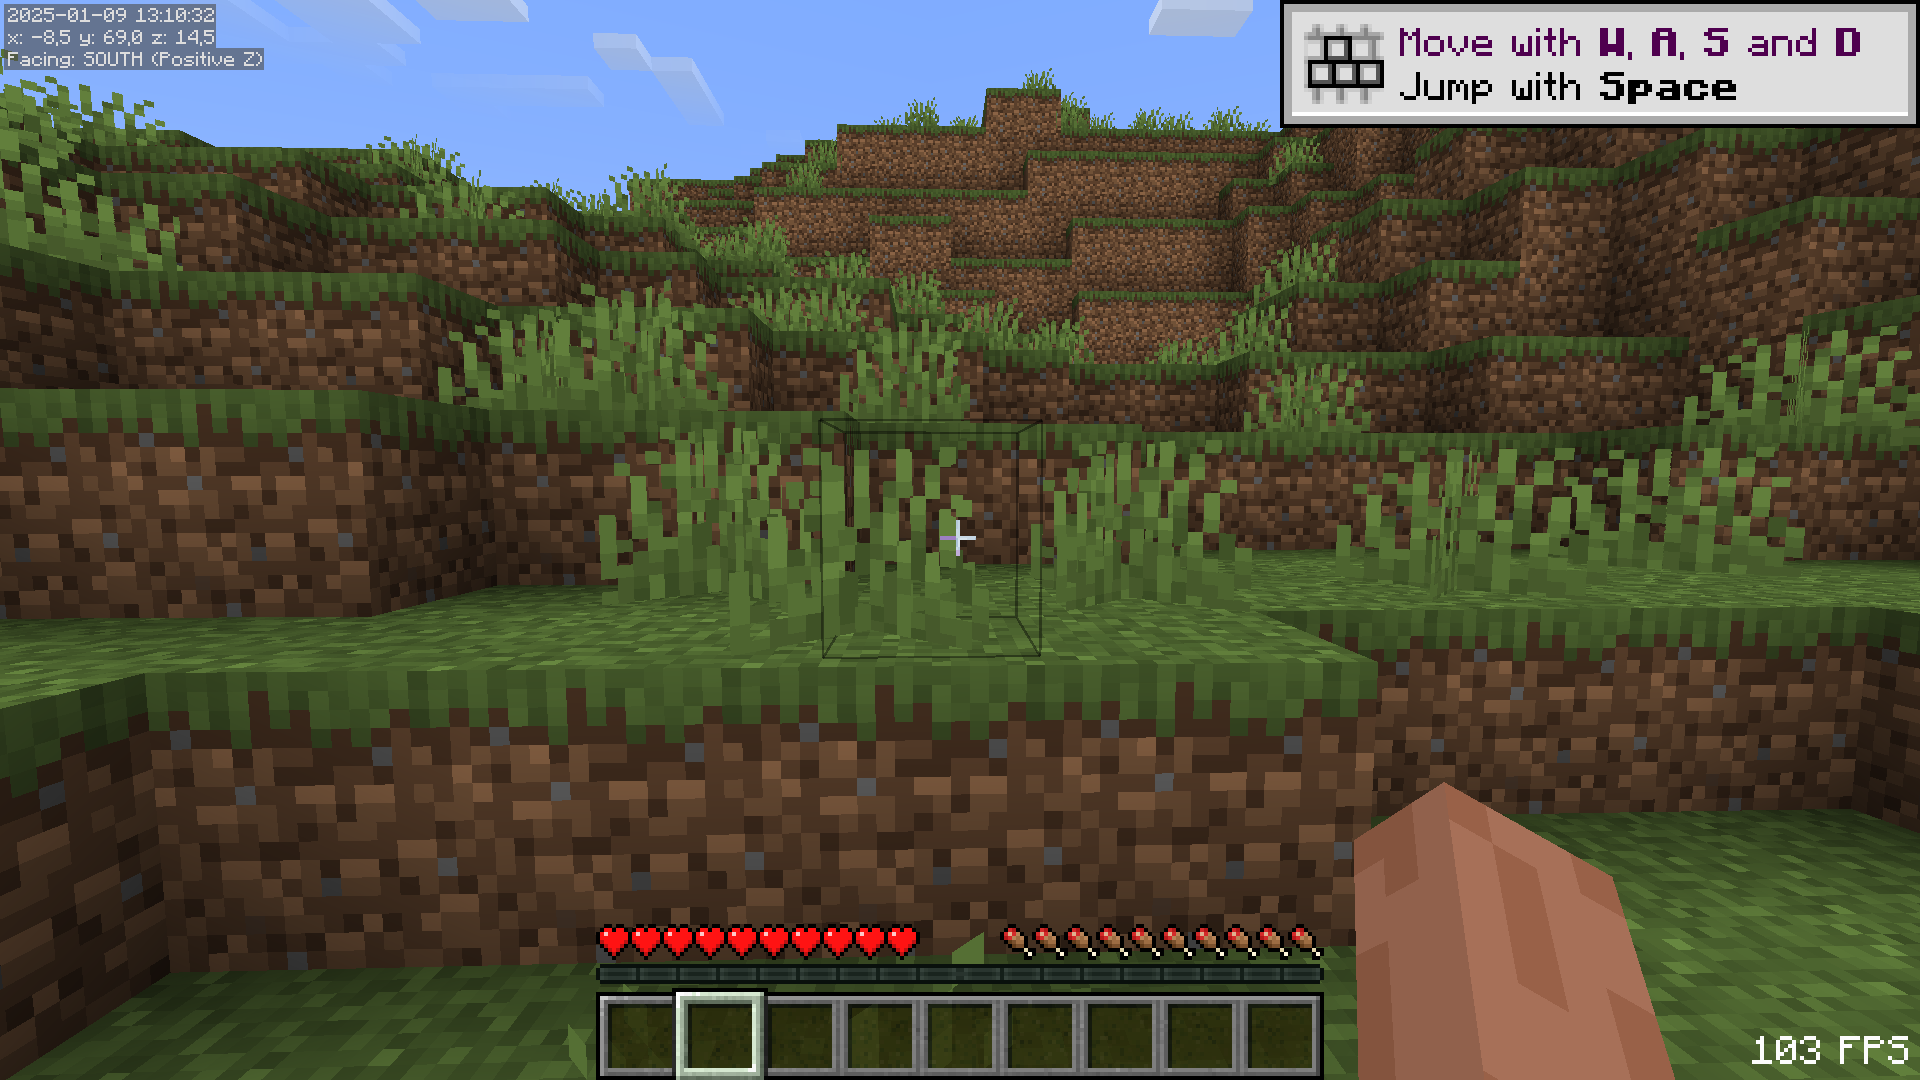 2025-01-09 13:10:32
x: -8,5 y: 69,0 z: 14,5
Facing: SOUTH (Positive Z)
Move with W, A, S and D
Jump with Space
103 FPS